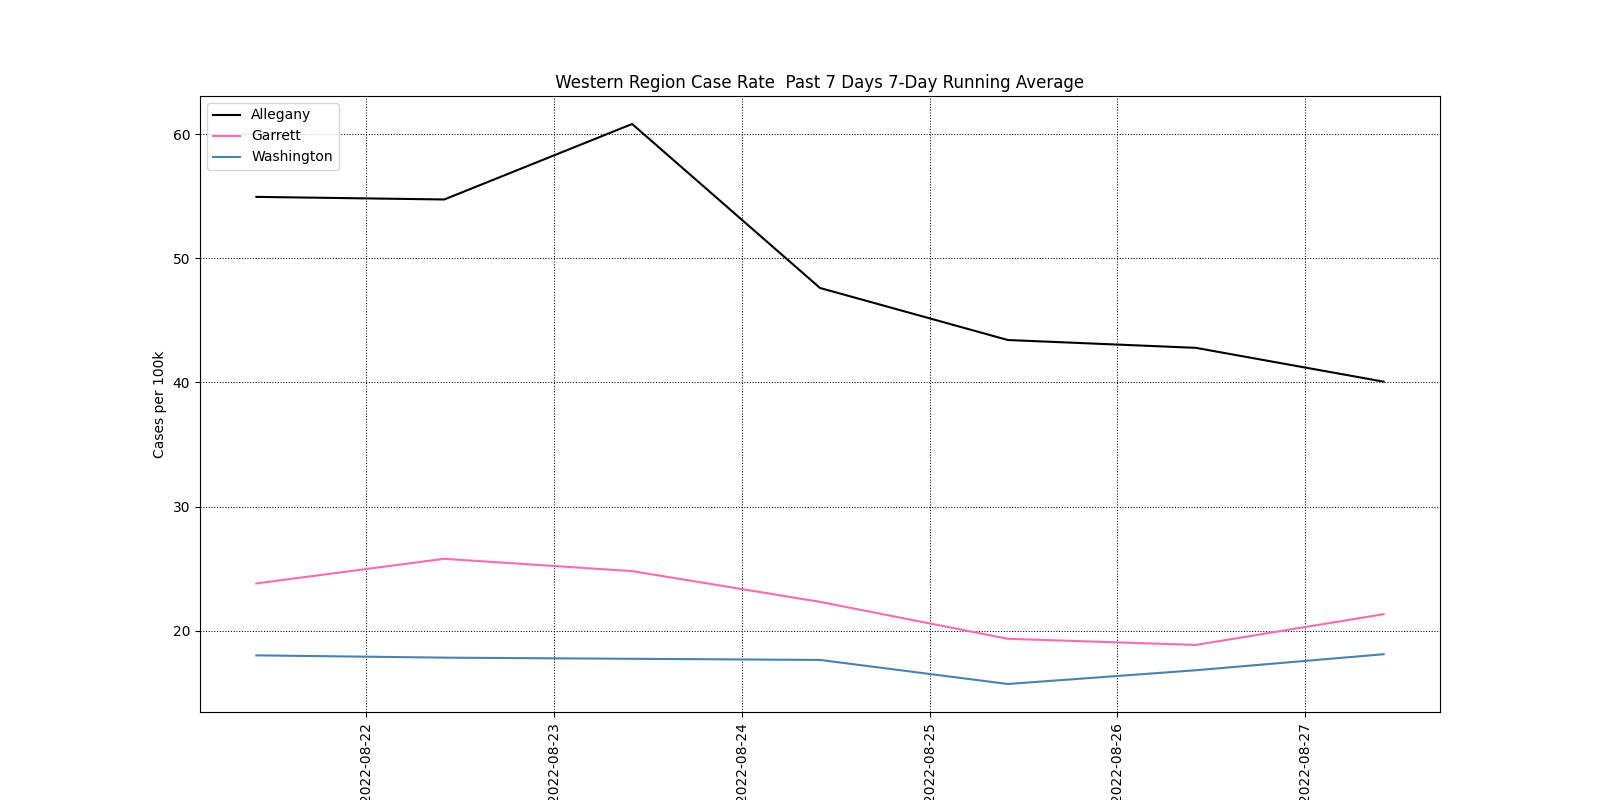 Western Region Case Rate  Past 7 Days 7-Day Running Average
Allegany
Garrett
Washington
60
50
40
30
20
Cases per 100k
2022-08-22
2022-08-23
2022-08-24
2022-08-25
2022-08-26
2022-08-27